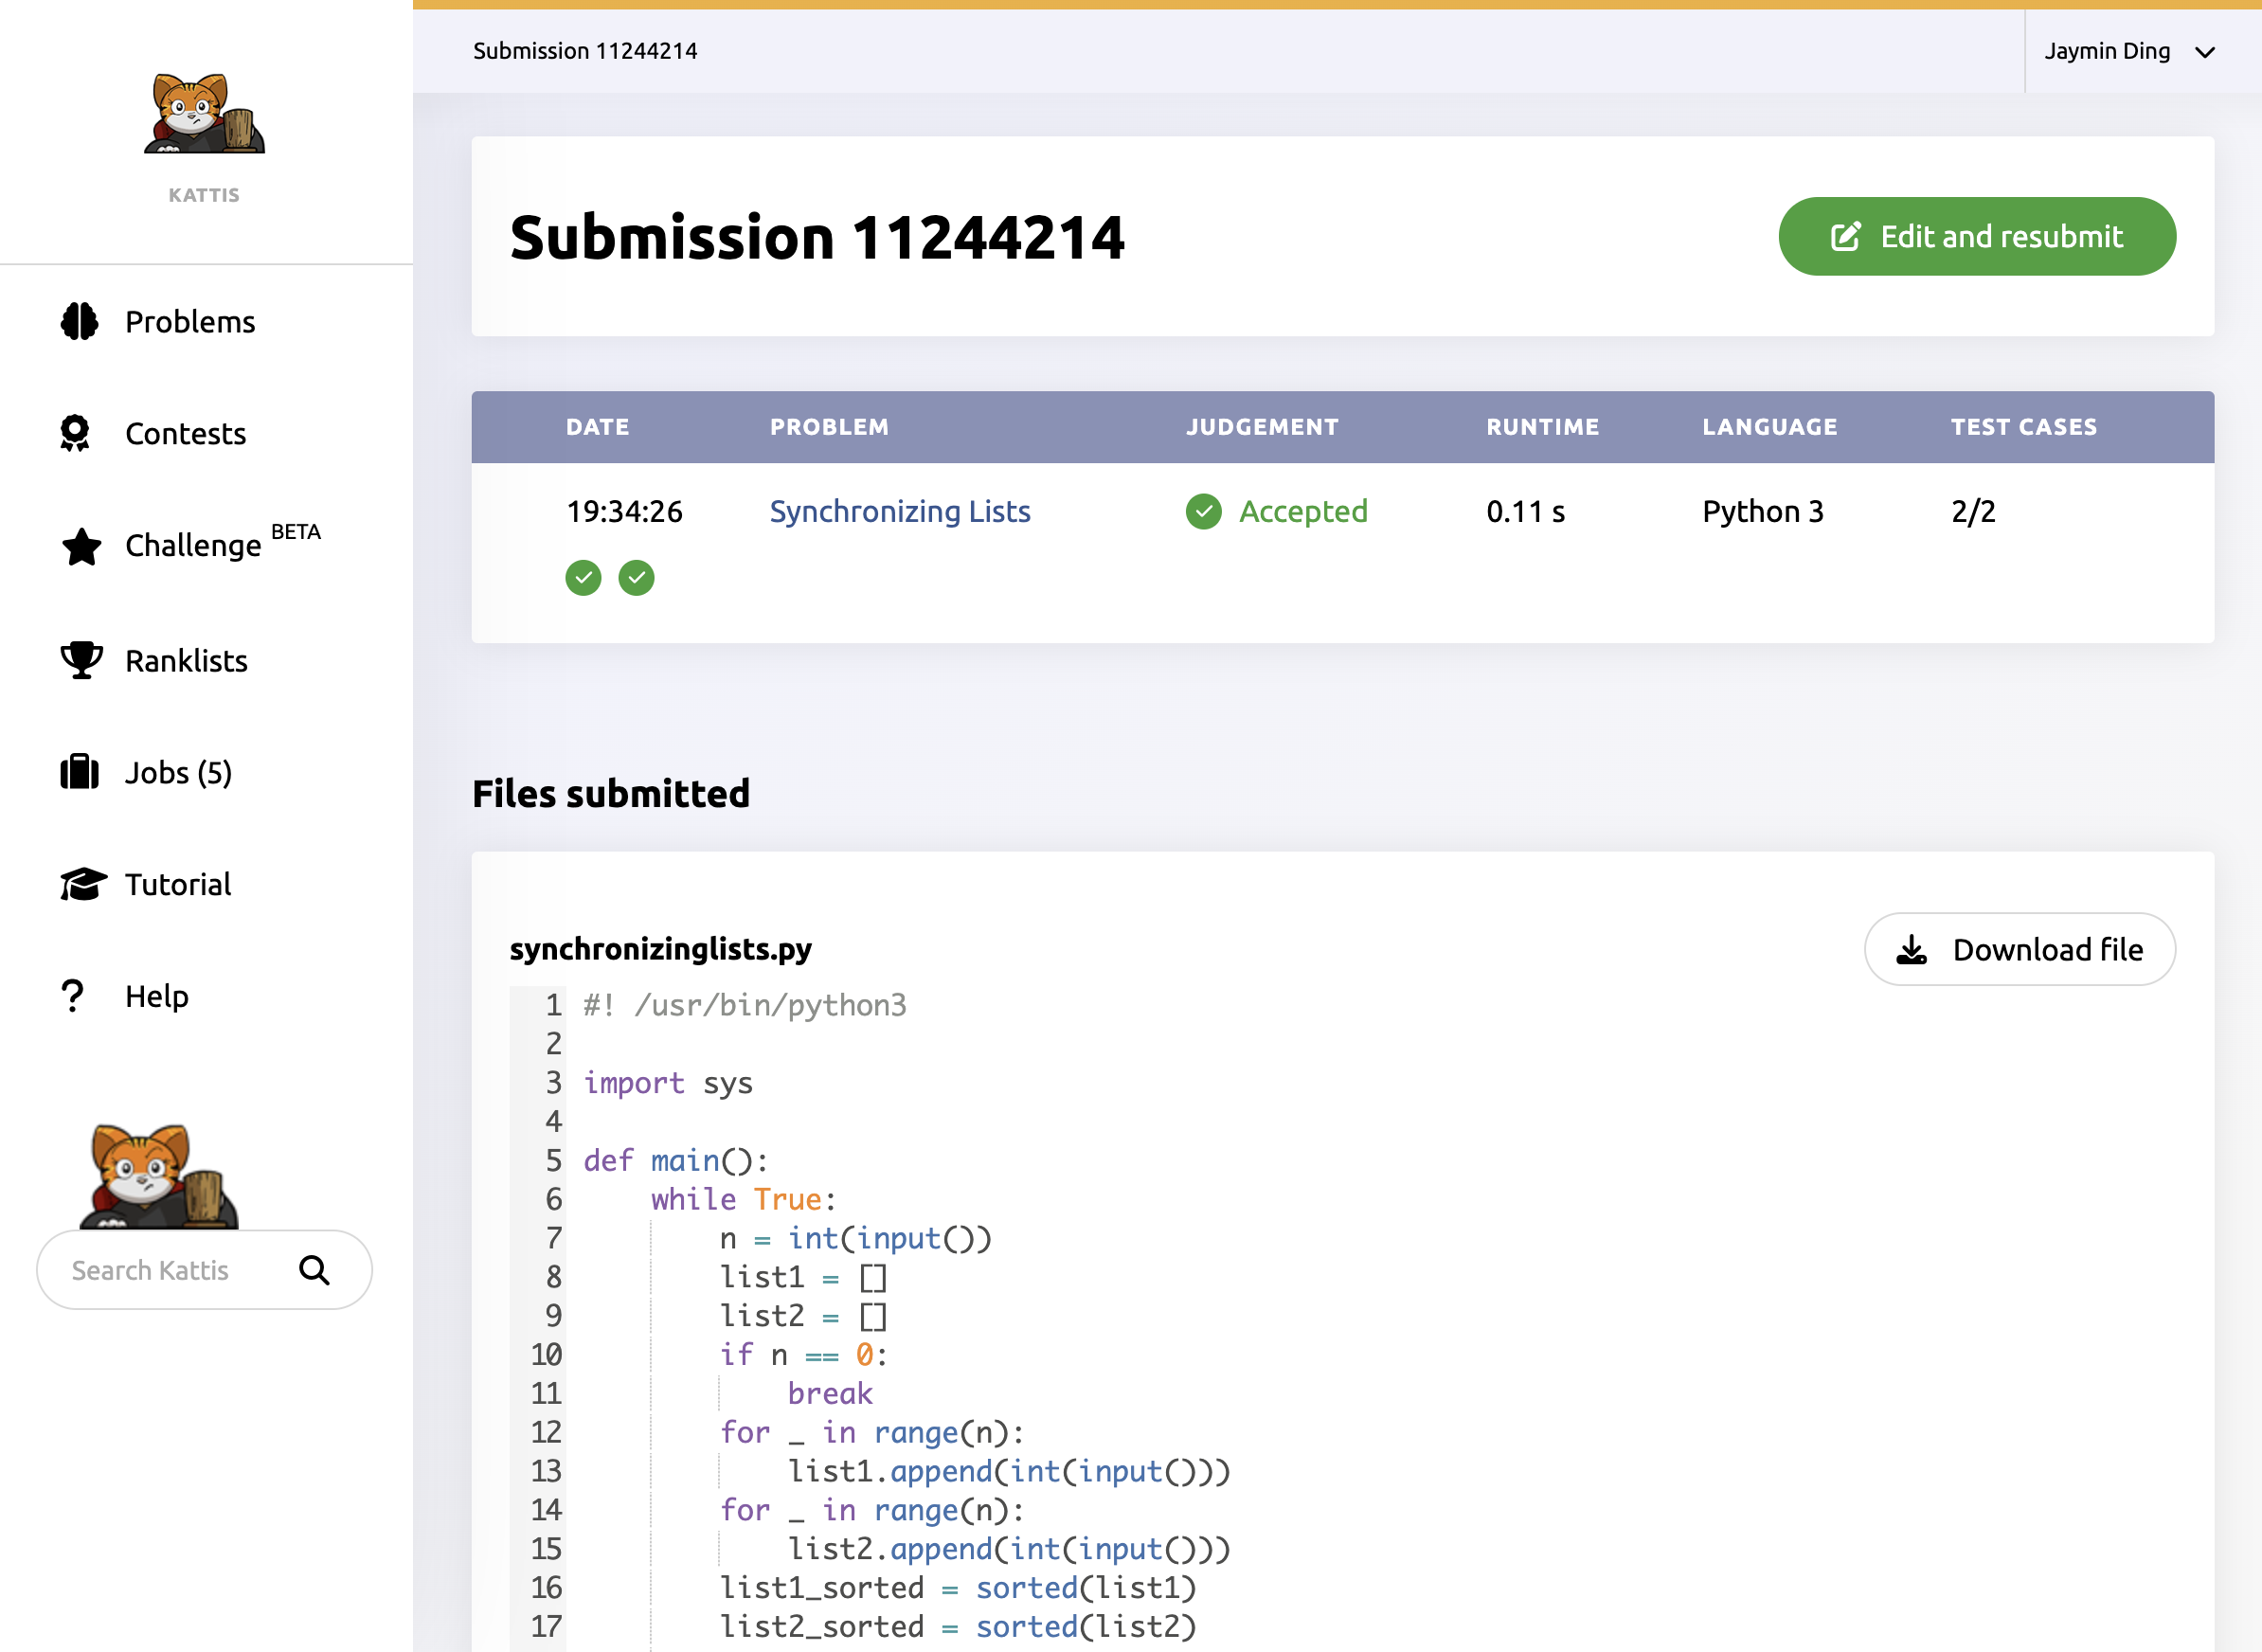 KATTIS
Problems
Contests
Challenge BETA
Ranklists
Jobs (5)
Tutorial
Help
Search Kattis
Submission 11244214
Jaymin Ding
Submission 11244214
Edit and resubmit
DATE PROBLEM JUDGEMENT RUNTIME LANGUAGE TEST CASES
19:34:26 Synchronizing Lists Accepted 0.11 s Python 3 2/2
Files submitted
synchronizinglists.py
Download file
1 #! /usr/bin/python3
2
3 import sys
4
5 def main():
6     while True:
7         n = int(input())
8         list1 = []
9         list2 = []
10         if n == 0:
11             break
12         for _ in range(n):
13             list1.append(int(input()))
14         for _ in range(n):
15             list2.append(int(input()))
16         list1_sorted = sorted(list1)
17         list2_sorted = sorted(list2)